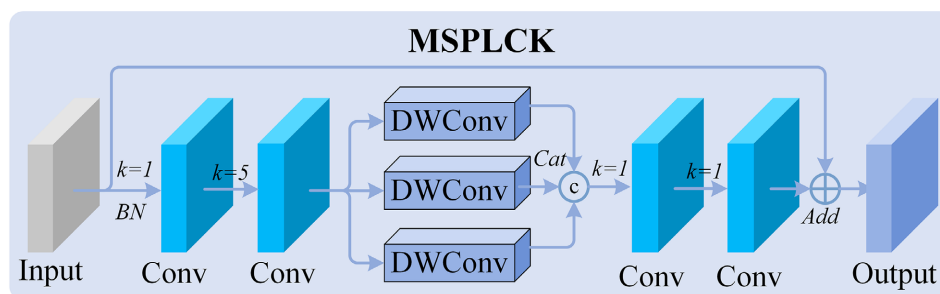 MSPLCK
DWConv
k=1
k=5
DWConv
Cat
k=1
k=1
c
BN
Add
DWConv
Input
Conv
Conv
Conv
Conv
Output